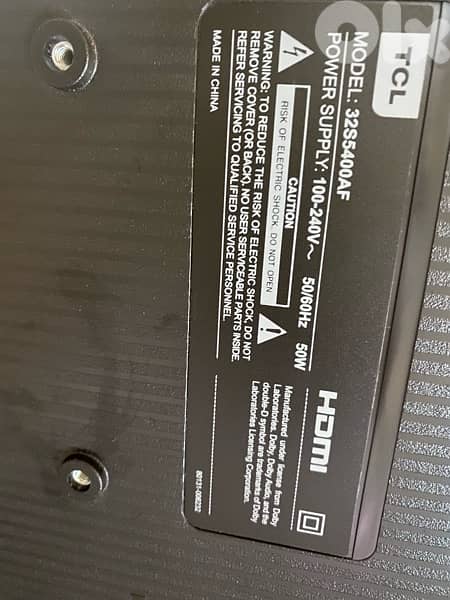 olx
TCL
MODEL: 32S5400AF
POWER SUPPLY: 100-240V~ 50/60Hz 50W
CAUTION
RISK OF ELECTRIC SHOCK. DO NOT OPEN
WARNING: TO REDUCE THE RISK OF ELECTRIC SHOCK, DO NOT
REMOVE COVER (OR BACK). NO USER SERVICEABLE PARTS INSIDE.
REFER SERVICING TO QUALIFIED SERVICE PERSONNEL.
MADE IN CHINA
HDMI
Manufactured under license from Dolby
Laboratories. Dolby, Dolby Audio, and the
double-D symbol are trademarks of Dolby
Laboratories Licensing Corporation.